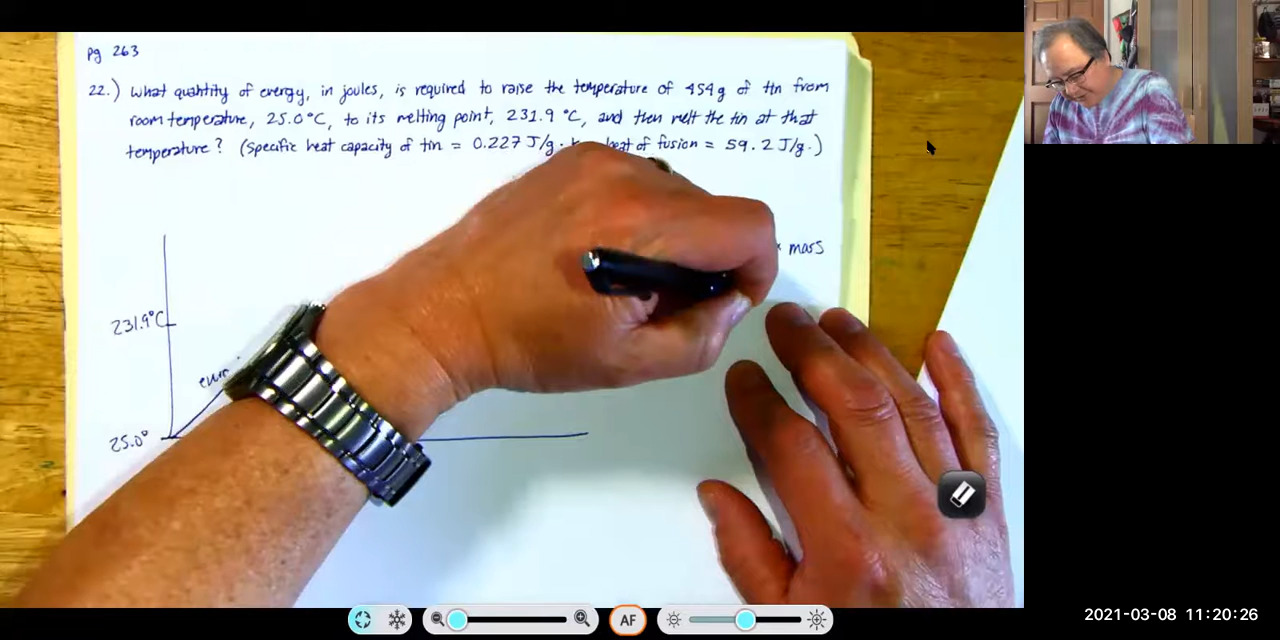 Pg 263
22.) What quantity of energy, in joules, is required to raise the temperature of 454g of tin from
room temperature, 25.0°C, to its melting point, 231.9 °C, and then melt the tin at that
temperature? (Specific heat capacity of tin = 0.227 J/g· heat of fusion = 59.2 J/g.)
mass
231.9°C
25.0°
AF
2021-03-08 11:20:26